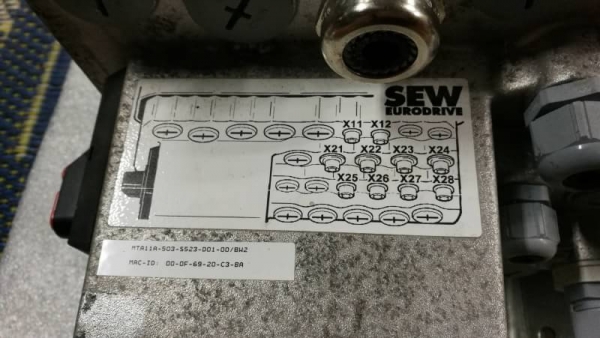 SEW
EURODRIVE
X11 X12
X21 X22 X23 X24
X25 X26 X27 X28
MTA11A-503-S523-D01-00/BW2
MAC-ID: 00-0F-69-20-C3-BA